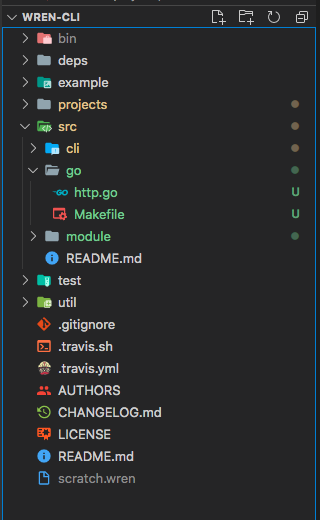 WREN-CLI
bin
deps
example
projects
src
cli
go
GO http.go U
Makefile U
module
README.md
test
util
.gitignore
.travis.sh
.travis.yml
AUTHORS
CHANGELOG.md
LICENSE
README.md
scratch.wren